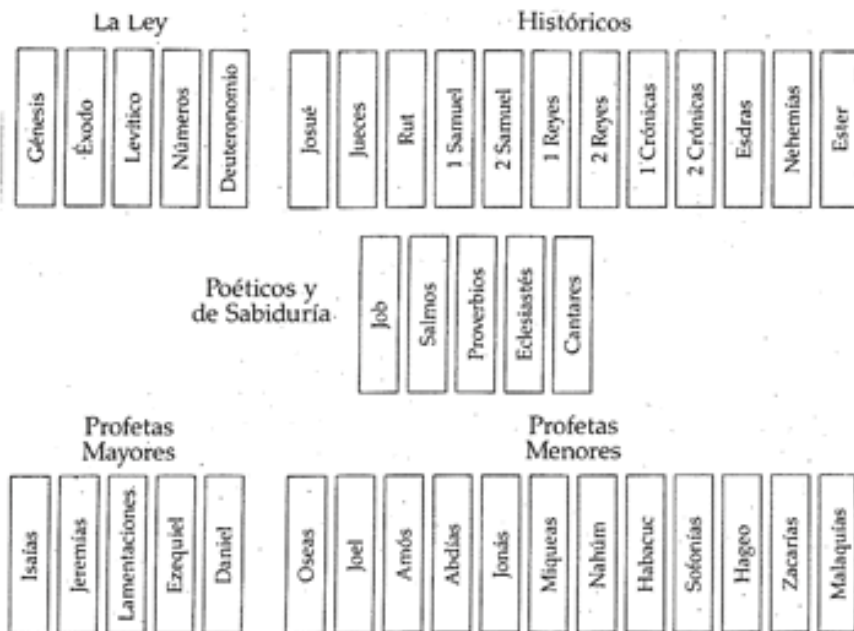 La Ley
Génesis
Éxodo
Levítico
Números
Deuteronomio
Históricos
Josué
Jueces
Rut
1 Samuel
2 Samuel
1 Reyes
2 Reyes
1 Crónicas
2 Crónicas
Esdras
Nehemías
Ester
Poéticos y
de Sabiduría
Job
Salmos
Proverbios
Eclesiastés
Cantares
Profetas
Mayores
Isaías
Jeremías
Lamentaciones
Ezequiel
Daniel
Profetas
Menores
Oseas
Joel
Amós
Abdías
Jonás
Miqueas
Nahúm
Habacuc
Sofonías
Hageo
Zacarías
Malaquías